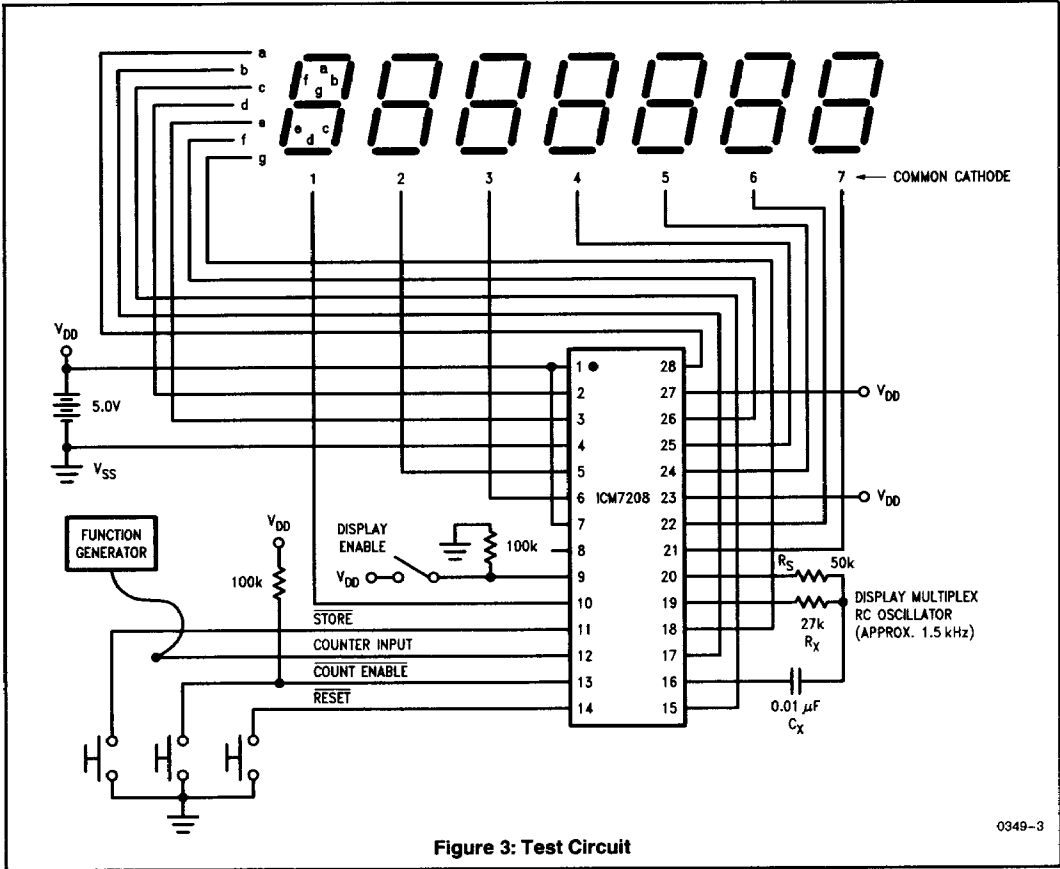 a
b
c
d
e
f
g
a
f b
g
e c
d
1 2 3 4 5 6 7 ← COMMON CATHODE
VDD
5.0V
VSS
FUNCTION
GENERATOR
VDD
100k
DISPLAY
ENABLE
VDD
100k
STORE
COUNTER INPUT
COUNT ENABLE
RESET
1 28
2 27
3 26
4 25
5 24
6 ICM7208 23
7 22
8 21
9 20
10 19
11 18
12 17
13 16
14 15
VDD
VDD
RS 50k
27k
RX
DISPLAY MULTIPLEX
RC OSCILLATOR
(APPROX. 1.5 kHz)
0.01 μF
CX
0349–3
Figure 3: Test Circuit